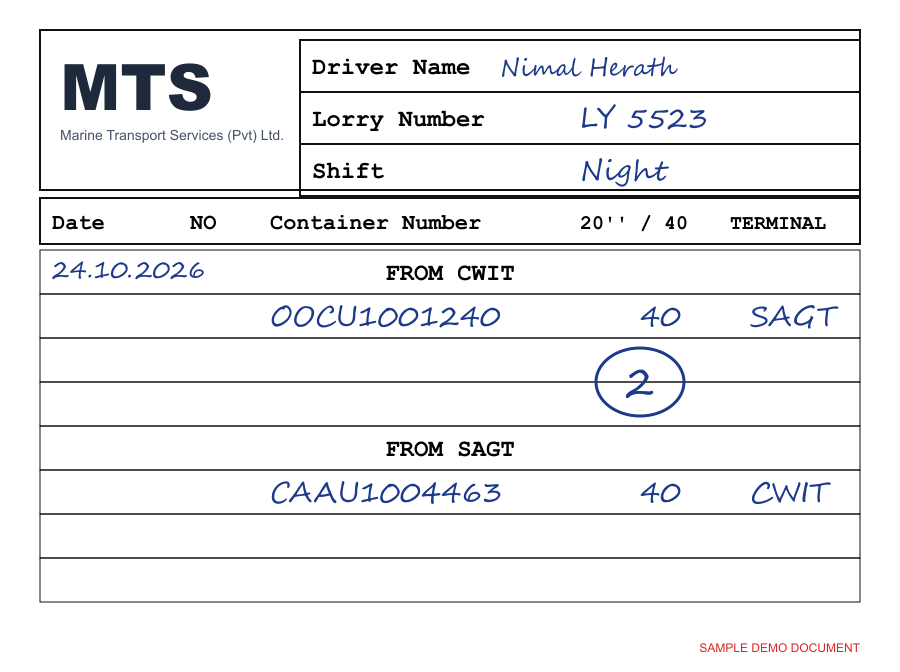 MTS
Marine Transport Services (Pvt) Ltd.
Driver Name Nimal Herath
Lorry Number LY 5523
Shift Night
Date NO Container Number 20'' / 40 TERMINAL
24.10.2026 FROM CWIT
OOCU1001240 40 SAGT
2
FROM SAGT
CAAU1004463 40 CWIT
SAMPLE DEMO DOCUMENT